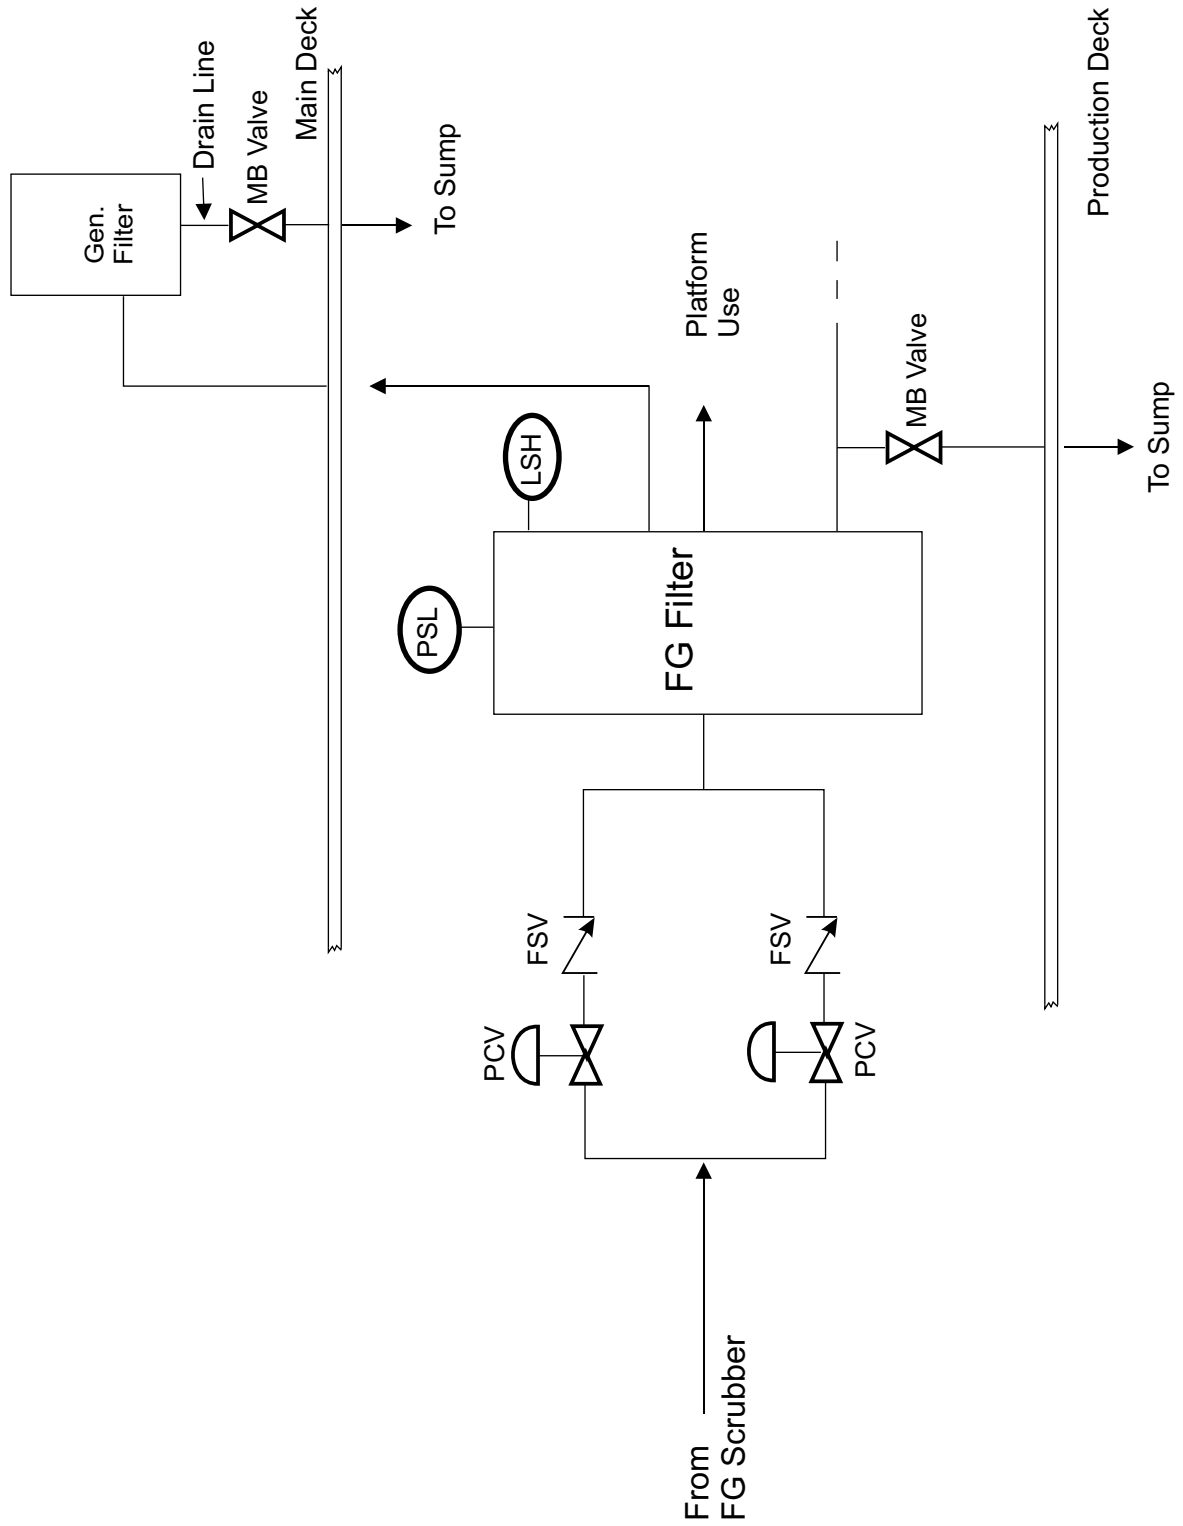 Gen.
Filter
Drain Line
MB Valve
Main Deck
To Sump
LSH
PSL
Platform
Use
FG Filter
MB Valve
Production Deck
To Sump
FSV
PCV
FSV
PCV
From
FG Scrubber